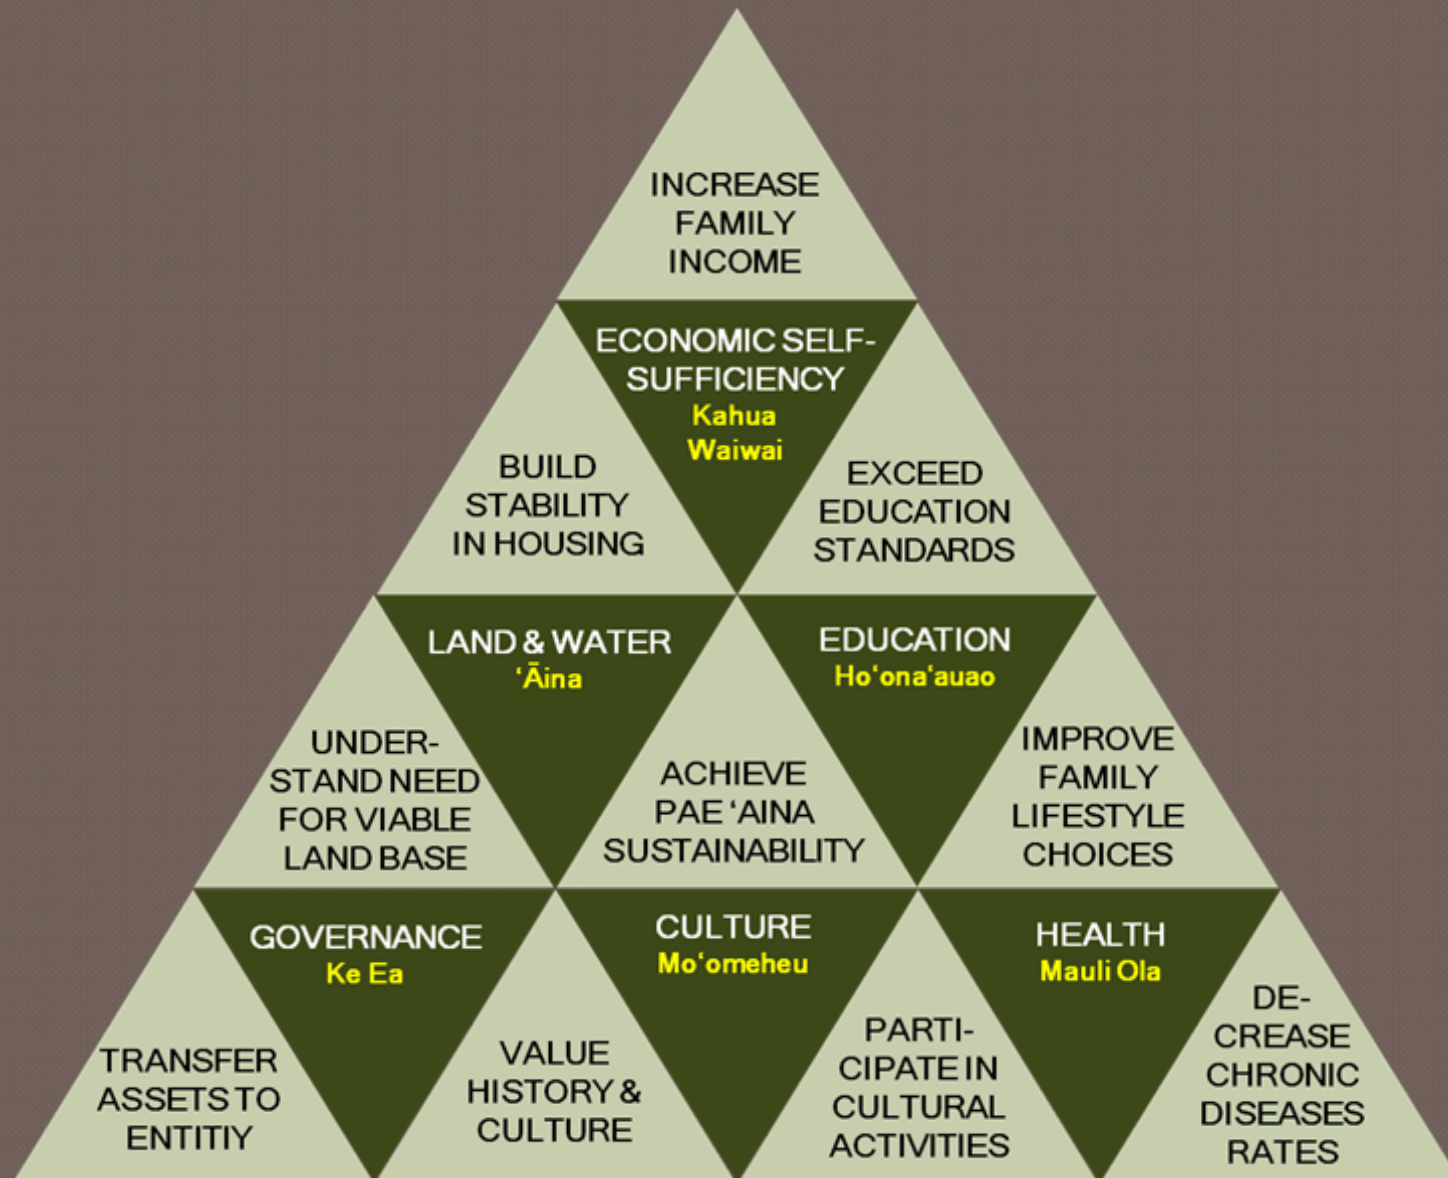 INCREASE
FAMILY
INCOME
ECONOMIC SELF-
SUFFICIENCY
Kahua
Waiwai
BUILD
STABILITY
IN HOUSING
EXCEED
EDUCATION
STANDARDS
LAND & WATER
ʻĀina
EDUCATION
Hoʻonaʻauao
UNDER-
STAND NEED
FOR VIABLE
LAND BASE
ACHIEVE
PAE ʻAINA
SUSTAINABILITY
IMPROVE
FAMILY
LIFESTYLE
CHOICES
GOVERNANCE
Ke Ea
CULTURE
Moʻomeheu
HEALTH
Mauli Ola
TRANSFER
ASSETS TO
ENTITIY
VALUE
HISTORY &
CULTURE
PARTI-
CIPATE IN
CULTURAL
ACTIVITIES
DE-
CREASE
CHRONIC
DISEASES
RATES